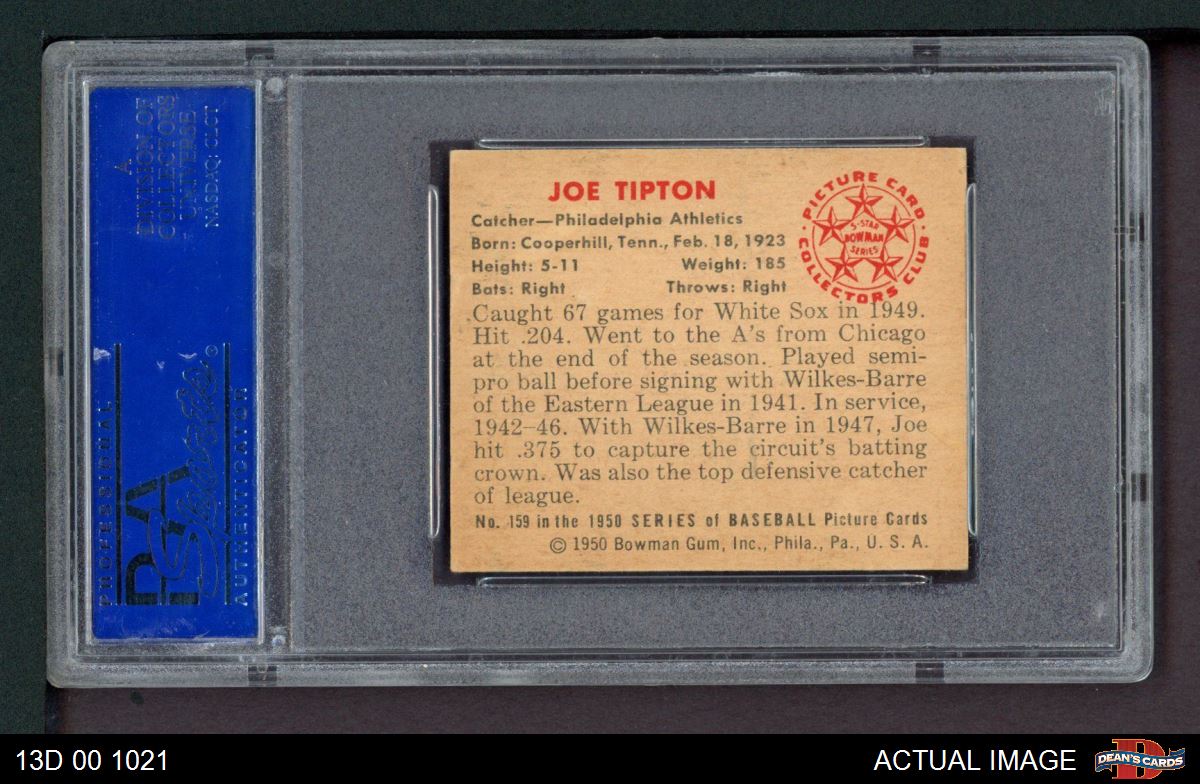 A
DIVISION OF
COLLECTORS
UNIVERSE
NASDAQ: CLCT
PROFESSIONAL
PSA
Sports
®
AUTHENTICATOR
JOE TIPTON
Catcher—Philadelphia Athletics
Born: Cooperhill, Tenn., Feb. 18, 1923
Height: 5-11 Weight: 185
Bats: Right Throws: Right
PICTURE CARD
5-STAR
BOWMAN
SERIES
COLLECTORS CLUB
Caught 67 games for White Sox in 1949.
Hit .204. Went to the A's from Chicago
at the end of the season. Played semi-
pro ball before signing with Wilkes-Barre
of the Eastern League in 1941. In service,
1942-46. With Wilkes-Barre in 1947, Joe
hit .375 to capture the circuit's batting
crown. Was also the top defensive catcher
of league.
No. 159 in the 1950 SERIES of BASEBALL Picture Cards
© 1950 Bowman Gum, Inc., Phila., Pa., U. S. A.
13D 00 1021
ACTUAL IMAGE
D
DEAN'S CARDS